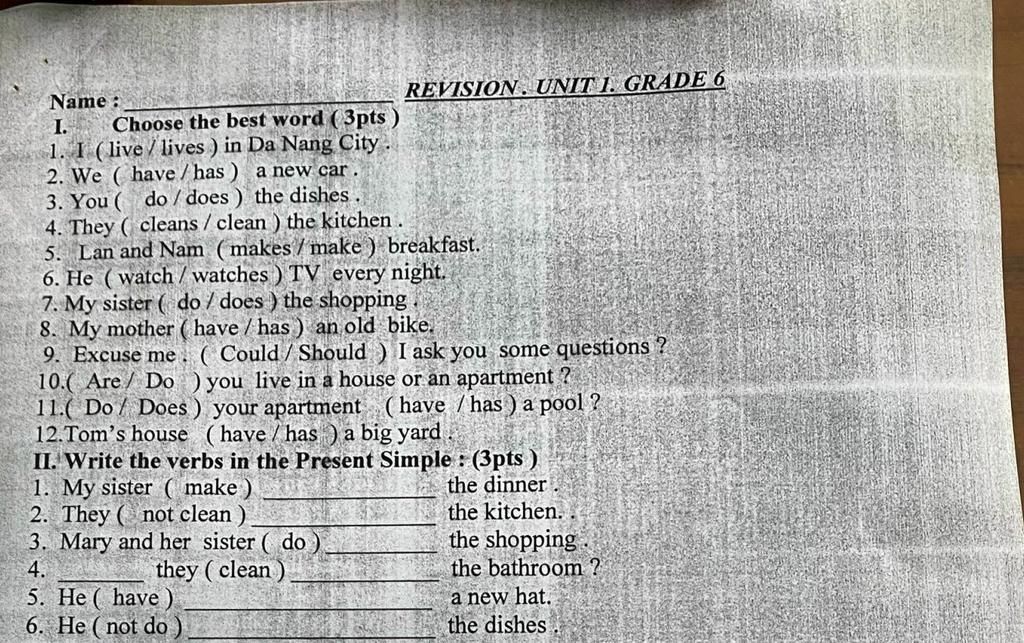 REVISION. UNIT 1. GRADE 6
Name : ____________________
I. Choose the best word ( 3pts )
1. I ( live / lives ) in Da Nang City .
2. We ( have / has ) a new car .
3. You ( do / does ) the dishes .
4. They ( cleans / clean ) the kitchen .
5. Lan and Nam ( makes / make ) breakfast.
6. He ( watch / watches ) TV every night.
7. My sister ( do / does ) the shopping .
8. My mother ( have / has ) an old bike.
9. Excuse me . ( Could / Should ) I ask you some questions ?
10.( Are / Do ) you live in a house or an apartment ?
11.( Do / Does ) your apartment ( have / has ) a pool ?
12.Tom's house ( have / has ) a big yard .
II. Write the verbs in the Present Simple : (3pts )
1. My sister ( make ) _______________ the dinner .
2. They ( not clean ) _______________ the kitchen. .
3. Mary and her sister ( do ) _________ the shopping .
4. _______ they ( clean ) ____________ the bathroom ?
5. He ( have ) ____________________ a new hat.
6. He ( not do ) ____________________ the dishes .